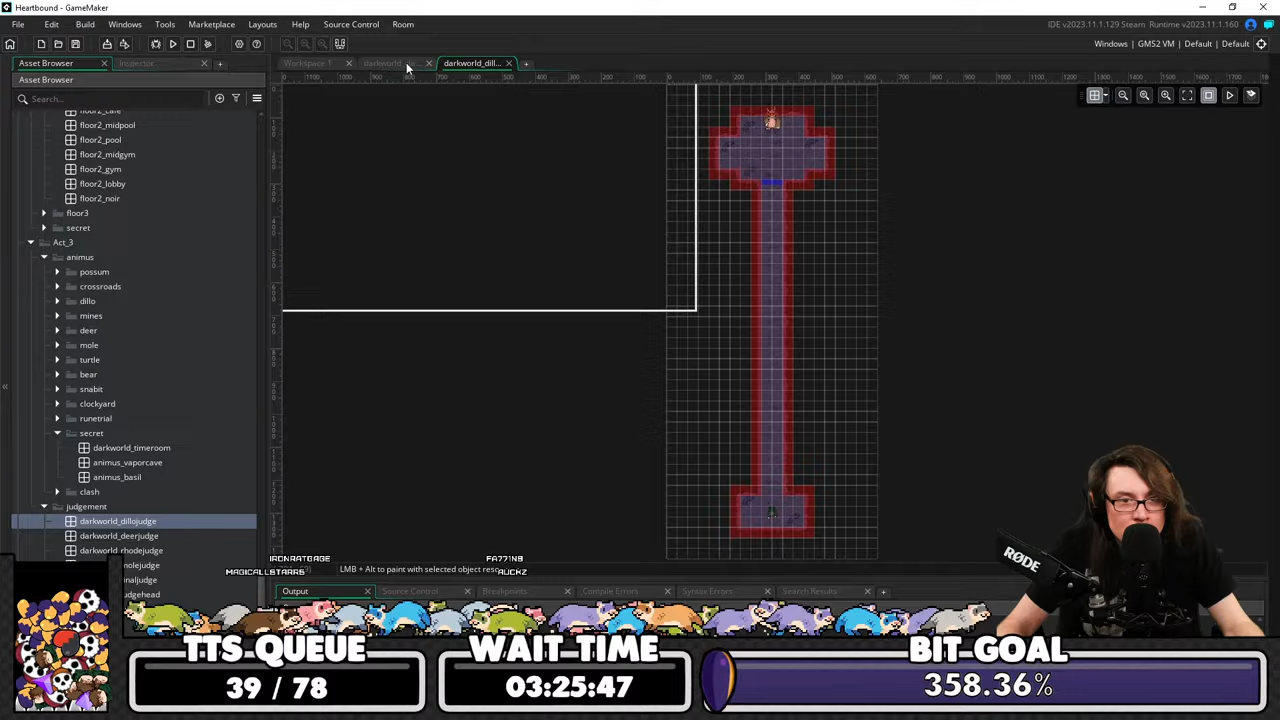 Heartbound - GameMaker
File Edit Build Windows Tools Marketplace Layouts Help Source Control Room
IDE v2023.11.1.129 Steam Runtime v2023.11.1.160
Windows | GMS2 VM | Default | Default
Asset Browser
Inspector
Workspace 1
darkworld_dill...
Asset Browser
Search...
floor2_cafe
floor2_midpool
floor2_pool
floor2_midgym
floor2_gym
floor2_lobby
floor2_noir
floor3
secret
Act_3
animus
possum
crossroads
dillo
mines
deer
mole
turtle
bear
snabit
clockyard
runetrial
secret
darkworld_timeroom
animus_vaporcave
animus_basil
clash
judgement
darkworld_dillojudge
darkworld_deerjudge
darkworld_rhodejudge
IRONRATBAGE
MAGICALLSTARRS
FA771N9
AUCKZ
LMB + Alt to paint with selected object
Output
Source Control
Breakpoints
Compile Errors
Syntax Errors
Search Results
RØDE
TTS QUEUE
39 / 78
WAIT TIME
03:25:47
BIT GOAL
358.36%